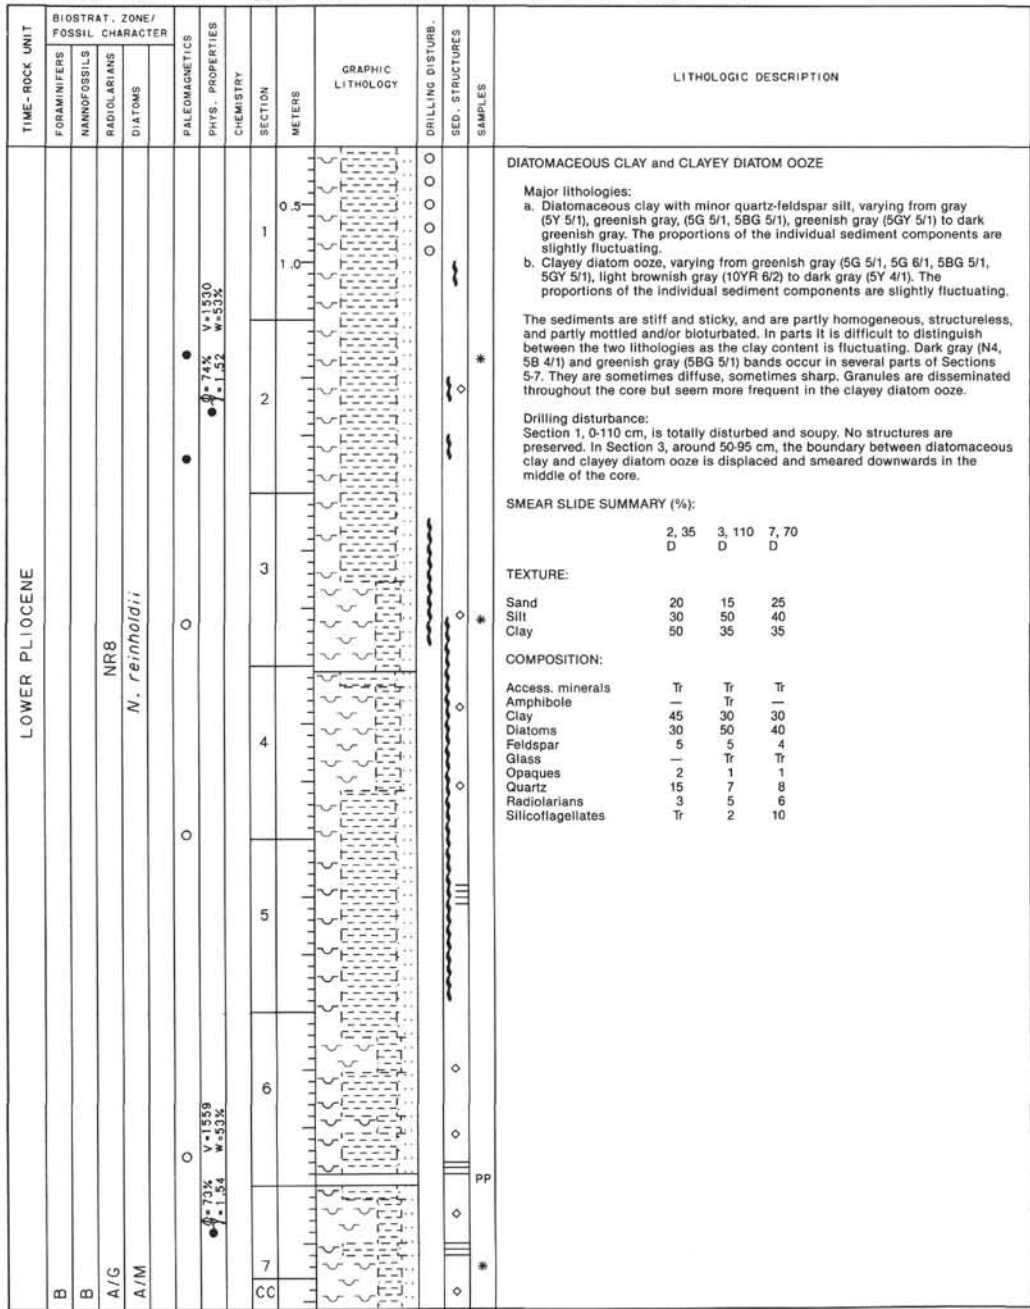 TIME-ROCK UNIT
BIOSTRAT. ZONE/
FOSSIL CHARACTER
FORAMINIFERS
NANNOFOSSILS
RADIOLARIANS
DIATOMS
PALEOMAGNETICS
PHYS. PROPERTIES
CHEMISTRY
SECTION
METERS
GRAPHIC
LITHOLOGY
DRILLING DISTURB.
SED. STRUCTURES
SAMPLES
LITHOLOGIC DESCRIPTION
LOWER PLIOCENE
B
B
NR8
A/G
N. reinholdii
A/M
V=1530
W=53%
74%
1.52
V=1559
W=53%
73%
1.54
1
2
3
4
5
6
7
CC
0.5
1.0
*
*
PP
*
DIATOMACEOUS CLAY and CLAYEY DIATOM OOZE
Major lithologies:
a. Diatomaceous clay with minor quartz-feldspar silt, varying from gray
(5Y 5/1), greenish gray, (5G 5/1, 5BG 5/1), greenish gray (5GY 5/1) to dark
greenish gray. The proportions of the individual sediment components are
slightly fluctuating.
b. Clayey diatom ooze, varying from greenish gray (5G 5/1, 5G 6/1, 5BG 5/1,
5GY 5/1), light brownish gray (10YR 6/2) to dark gray (5Y 4/1). The
proportions of the individual sediment components are slightly fluctuating.
The sediments are stiff and sticky, and are partly homogeneous, structureless,
and partly mottled and/or bioturbated. In parts it is difficult to distinguish
between the two lithologies as the clay content is fluctuating. Dark gray (N4,
5B 4/1) and greenish gray (5BG 5/1) bands occur in several parts of Sections
5-7. They are sometimes diffuse, sometimes sharp. Granules are disseminated
throughout the core but seem more frequent in the clayey diatom ooze.
Drilling disturbance:
Section 1, 0-110 cm, is totally disturbed and soupy. No structures are
preserved. In Section 3, around 50-95 cm, the boundary between diatomaceous
clay and clayey diatom ooze is displaced and smeared downwards in the
middle of the core.
SMEAR SLIDE SUMMARY (%):
2, 35 3, 110 7, 70
D D D
TEXTURE:
Sand 20 15 25
Silt 30 50 40
Clay 50 35 35
COMPOSITION:
Access. minerals Tr Tr Tr
Amphibole — Tr —
Clay 45 30 30
Diatoms 30 50 40
Feldspar 5 5 4
Glass — Tr Tr
Opaques 2 1 1
Quartz 15 7 8
Radiolarians 3 5 6
Silicoflagellates Tr 2 10